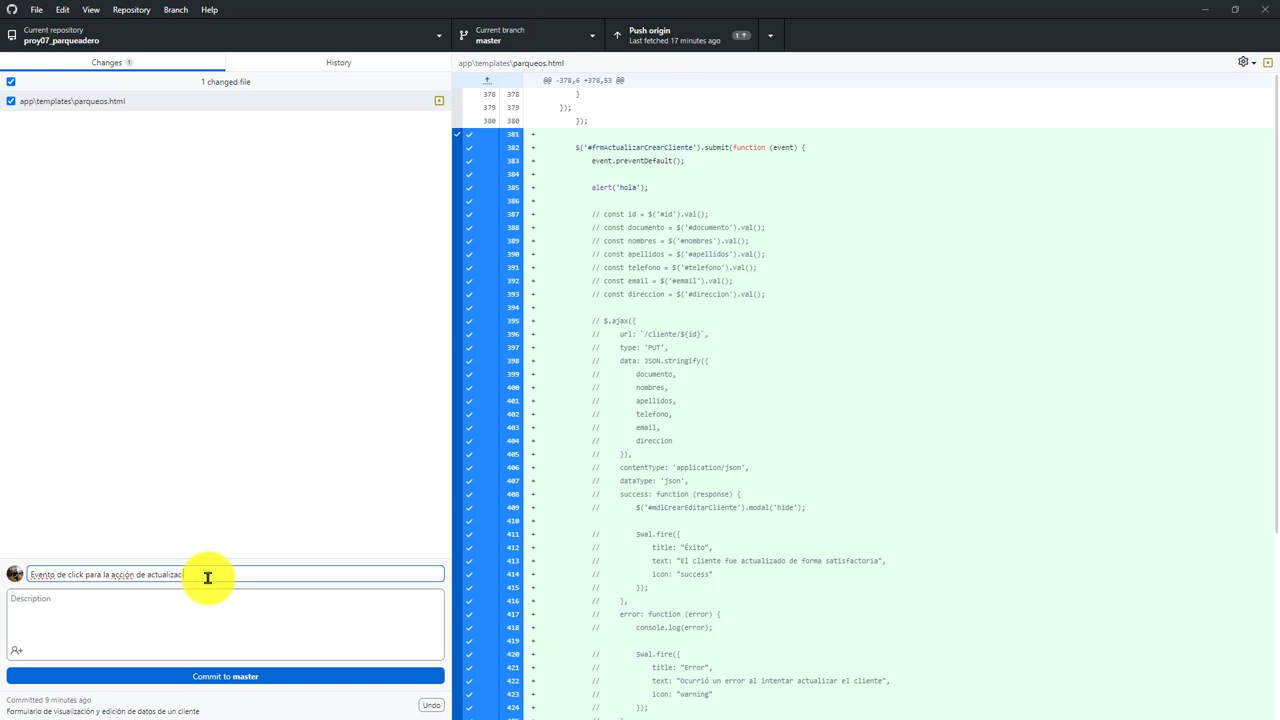 File Edit View Repository Branch Help
Current repository
proy07_parqueadero
Current branch
master
Push origin
Last fetched 17 minutes ago
1
Changes 1
History
1 changed file
app\templates\parqueos.html
app\templates\parqueos.html
@@ -378,6 +378,53 @@
378 378 }
379 379 });
380 380 });
381 +
382 + $('#frmActualizarCrearCliente').submit(function (event) {
383 + event.preventDefault();
384 +
385 + alert('hola');
386 +
387 + // const id = $('#id').val();
388 + // const documento = $('#documento').val();
389 + // const nombres = $('#nombres').val();
390 + // const apellidos = $('#apellidos').val();
391 + // const telefono = $('#telefono').val();
392 + // const email = $('#email').val();
393 + // const direccion = $('#direccion').val();
394 +
395 + // $.ajax({
396 + // url: `/cliente/${id}`,
397 + // type: 'PUT',
398 + // data: JSON.stringify({
399 + // documento,
400 + // nombres,
401 + // apellidos,
402 + // telefono,
403 + // email,
404 + // direccion
405 + // }),
406 + // contentType: 'application/json',
407 + // dataType: 'json',
408 + // success: function (response) {
409 + // $('#mdlCrearEditarCliente').modal('hide');
410 +
411 + // Swal.fire({
412 + // title: "Éxito",
413 + // text: "El cliente fue actualizado de forma satisfactoria",
414 + // icon: "success"
415 + // });
416 + // },
417 + // error: function (error) {
418 + // console.log(error);
419 +
420 + // Swal.fire({
421 + // title: "Error",
422 + // text: "Ocurrió un error al intentar actualizar el cliente",
423 + // icon: "warning"
424 + // });
Evento de click para la acción de actualizac
Description
Commit to master
Committed 9 minutes ago
Formulario de visualización y edición de datos de un cliente
Undo